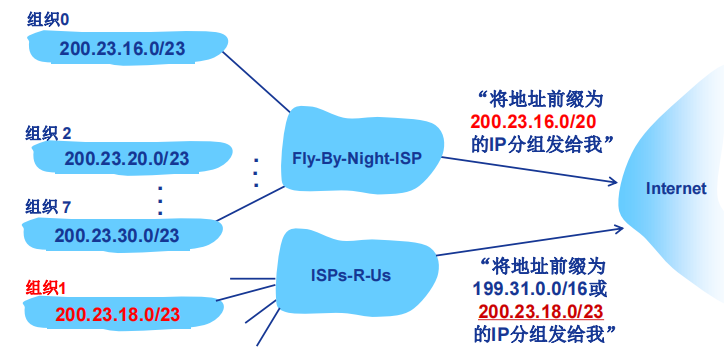 组织0
200.23.16.0/23
组织 2
200.23.20.0/23
组织 7
200.23.30.0/23
组织1
200.23.18.0/23
Fly-By-Night-ISP
ISPs-R-Us
“将地址前缀为
200.23.16.0/20
的IP分组发给我”
Internet
“将地址前缀为
199.31.0.0/16或
200.23.18.0/23
的IP分组发给我”